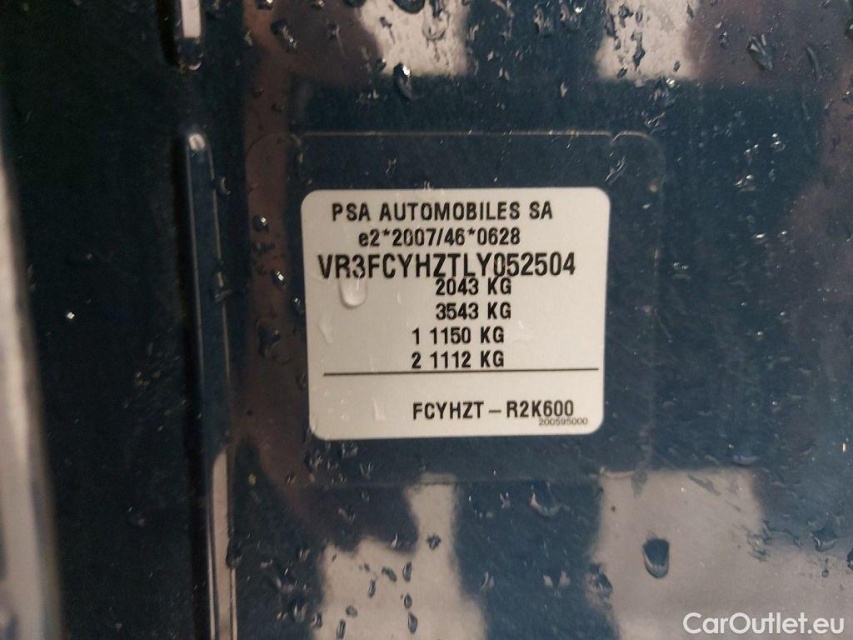 PSA AUTOMOBILES SA
e2*2007/46*0628
VR3FCYHZTLY052504
2043 KG
3543 KG
1 1150 KG
2 1112 KG
FCYHZT - R2K600
200595000
CarOutlet.eu